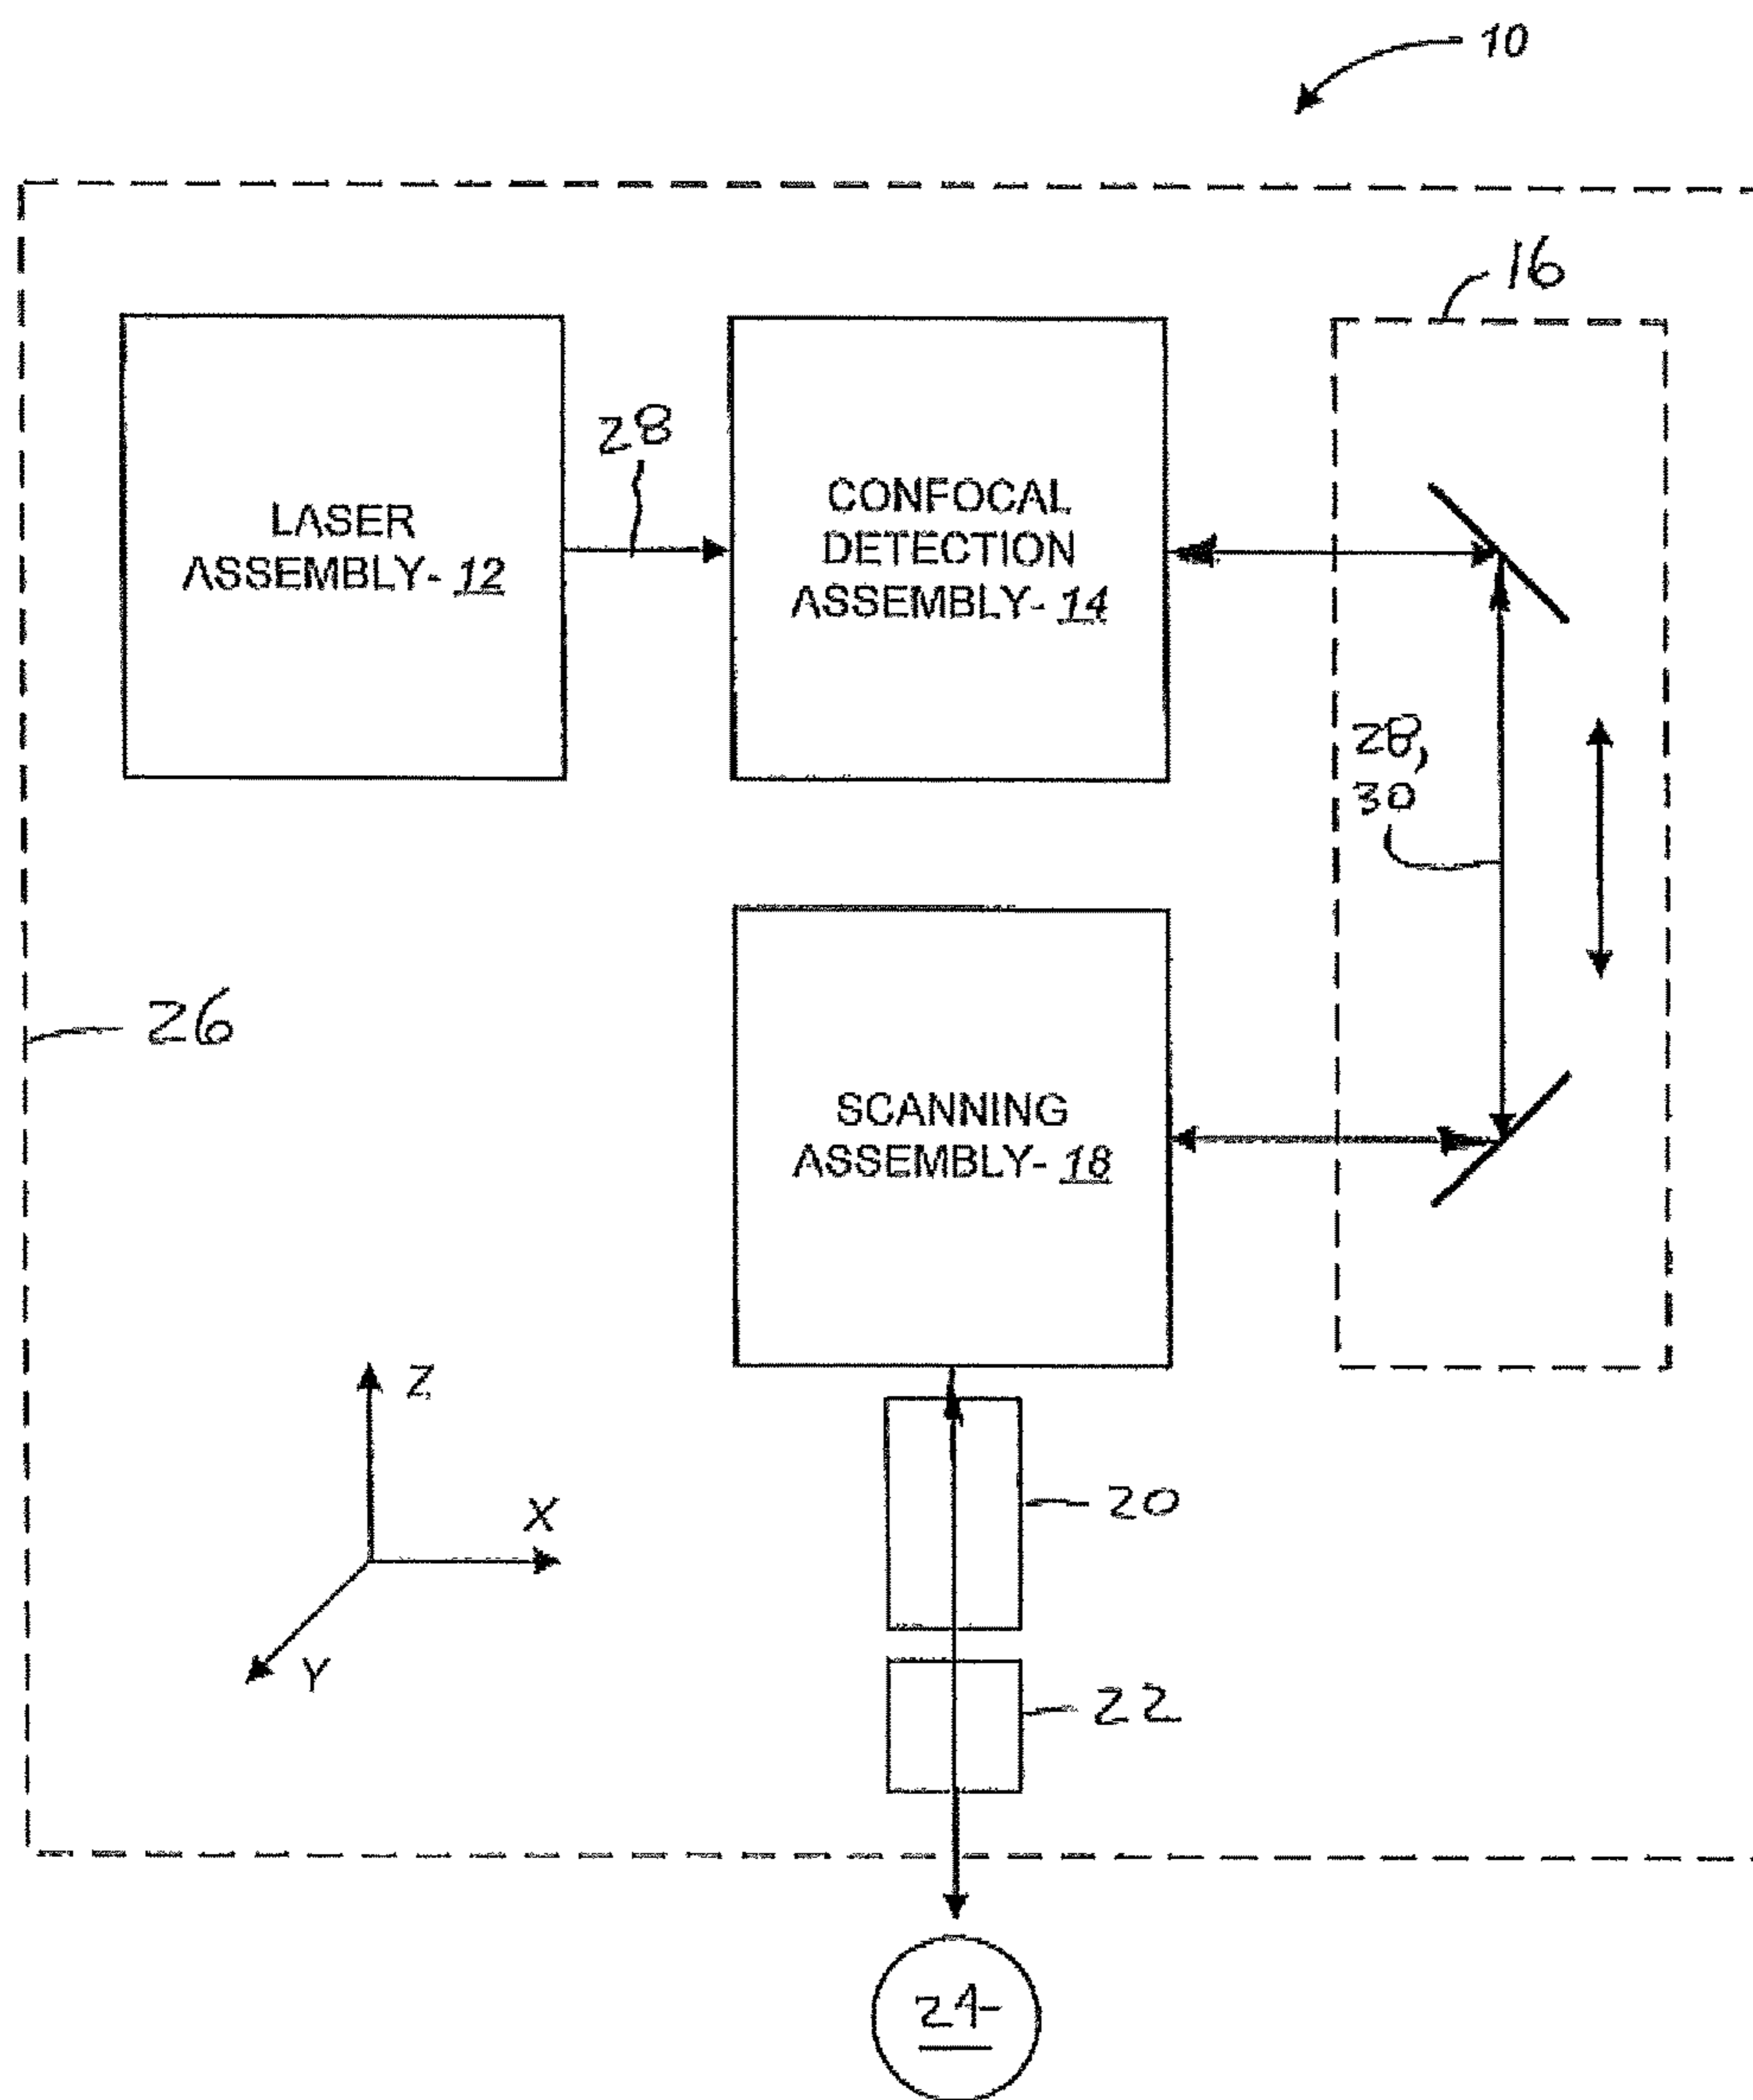 10
16
28
LASER
ASSEMBLY- 12
CONFOCAL
DETECTION
ASSEMBLY- 14
28,
30
26
SCANNING
ASSEMBLY- 18
Z
X
Y
20
22
24